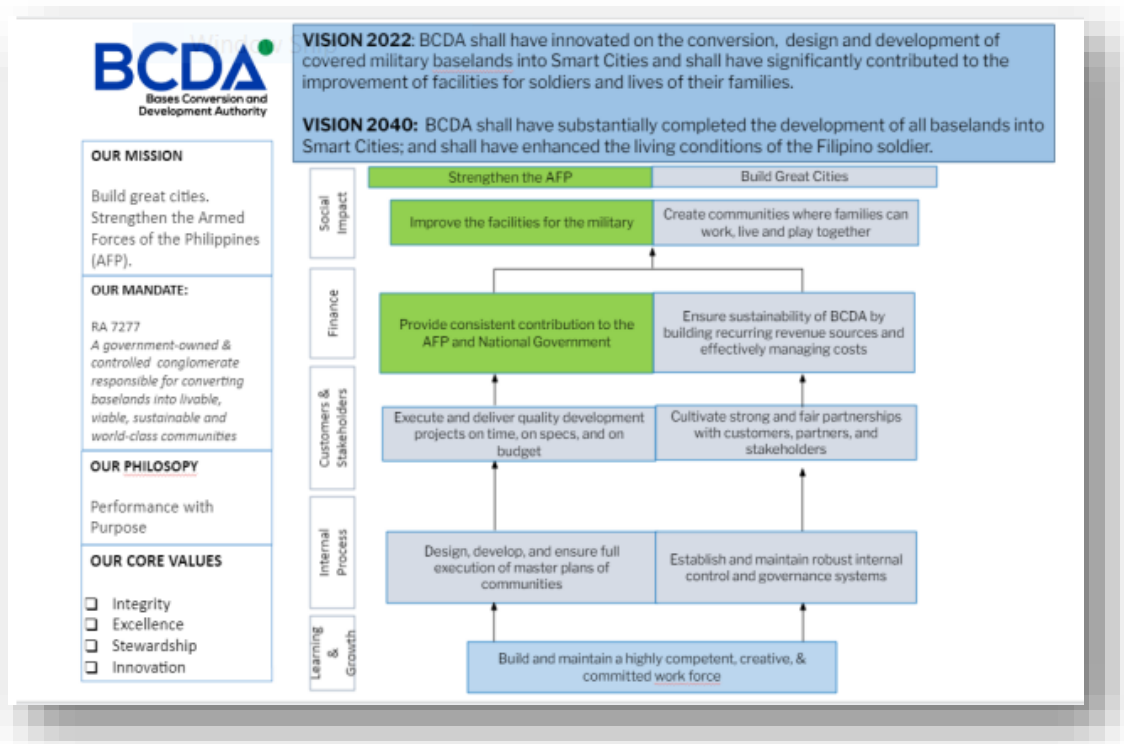 BCDA
Bases Conversion and
Development Authority
VISION 2022: BCDA shall have innovated on the conversion, design and development of
covered military baselands into Smart Cities and shall have significantly contributed to the
improvement of facilities for soldiers and lives of their families.
VISION 2040: BCDA shall have substantially completed the development of all baselands into
Smart Cities; and shall have enhanced the living conditions of the Filipino soldier.
OUR MISSION
Build great cities.
Strengthen the Armed
Forces of the Philippines
(AFP).
OUR MANDATE:
RA 7277
A government-owned &
controlled conglomerate
responsible for converting
baselands into livable,
viable, sustainable and
world-class communities
OUR PHILOSOPY
Performance with
Purpose
OUR CORE VALUES
❑ Integrity
❑ Excellence
❑ Stewardship
❑ Innovation
Strengthen the AFP
Build Great Cities
Social
Impact
Improve the facilities for the military
Create communities where families can
work, live and play together
Finance
Provide consistent contribution to the
AFP and National Government
Ensure sustainability of BCDA by
building recurring revenue sources and
effectively managing costs
Customers &
Stakeholders
Execute and deliver quality development
projects on time, on specs, and on
budget
Cultivate strong and fair partnerships
with customers, partners, and
stakeholders
Internal
Process
Design, develop, and ensure full
execution of master plans of
communities
Establish and maintain robust internal
control and governance systems
Learning
&
Growth
Build and maintain a highly competent, creative, &
committed work force